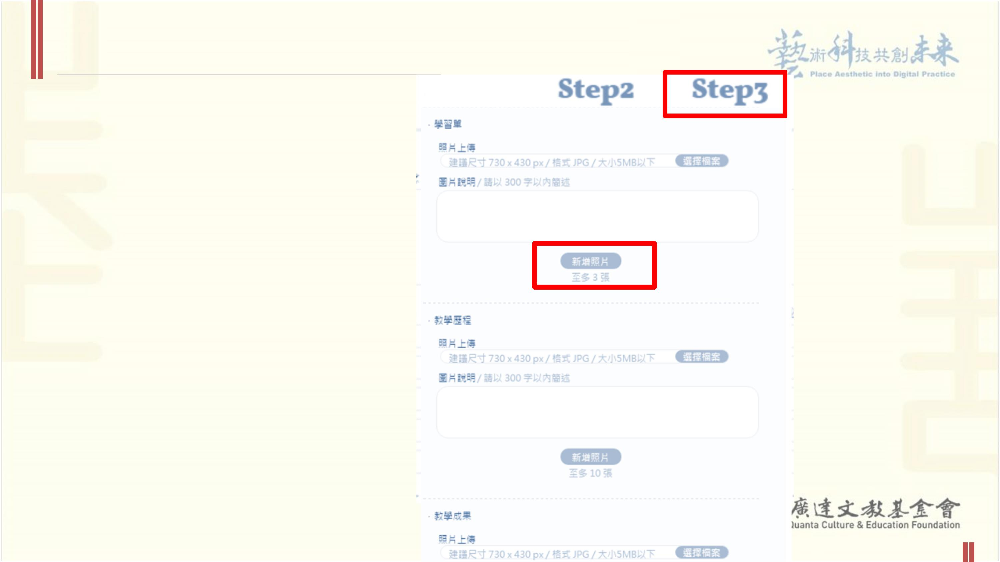 藝術科技共創未来
Place Aesthetic into Digital Practice
Step2 Step3
- 學習單
照片上傳
建議尺寸 730 x 430 px / 格式 JPG / 大小5MB以下 選擇檔案
圖片說明 / 請以 300 字以內簡述
新增照片
至多 3 張
- 教學歷程
照片上傳
建議尺寸 730 x 430 px / 格式 JPG / 大小5MB以下 選擇檔案
圖片說明 / 請以 300 字以內簡述
新增照片
至多 10 張
- 教學成果
照片上傳
建議尺寸 730 x 430 px / 格式 JPG / 大小5MB以下 選擇檔案
廣達文教基金會
Quanta Culture & Education Foundation